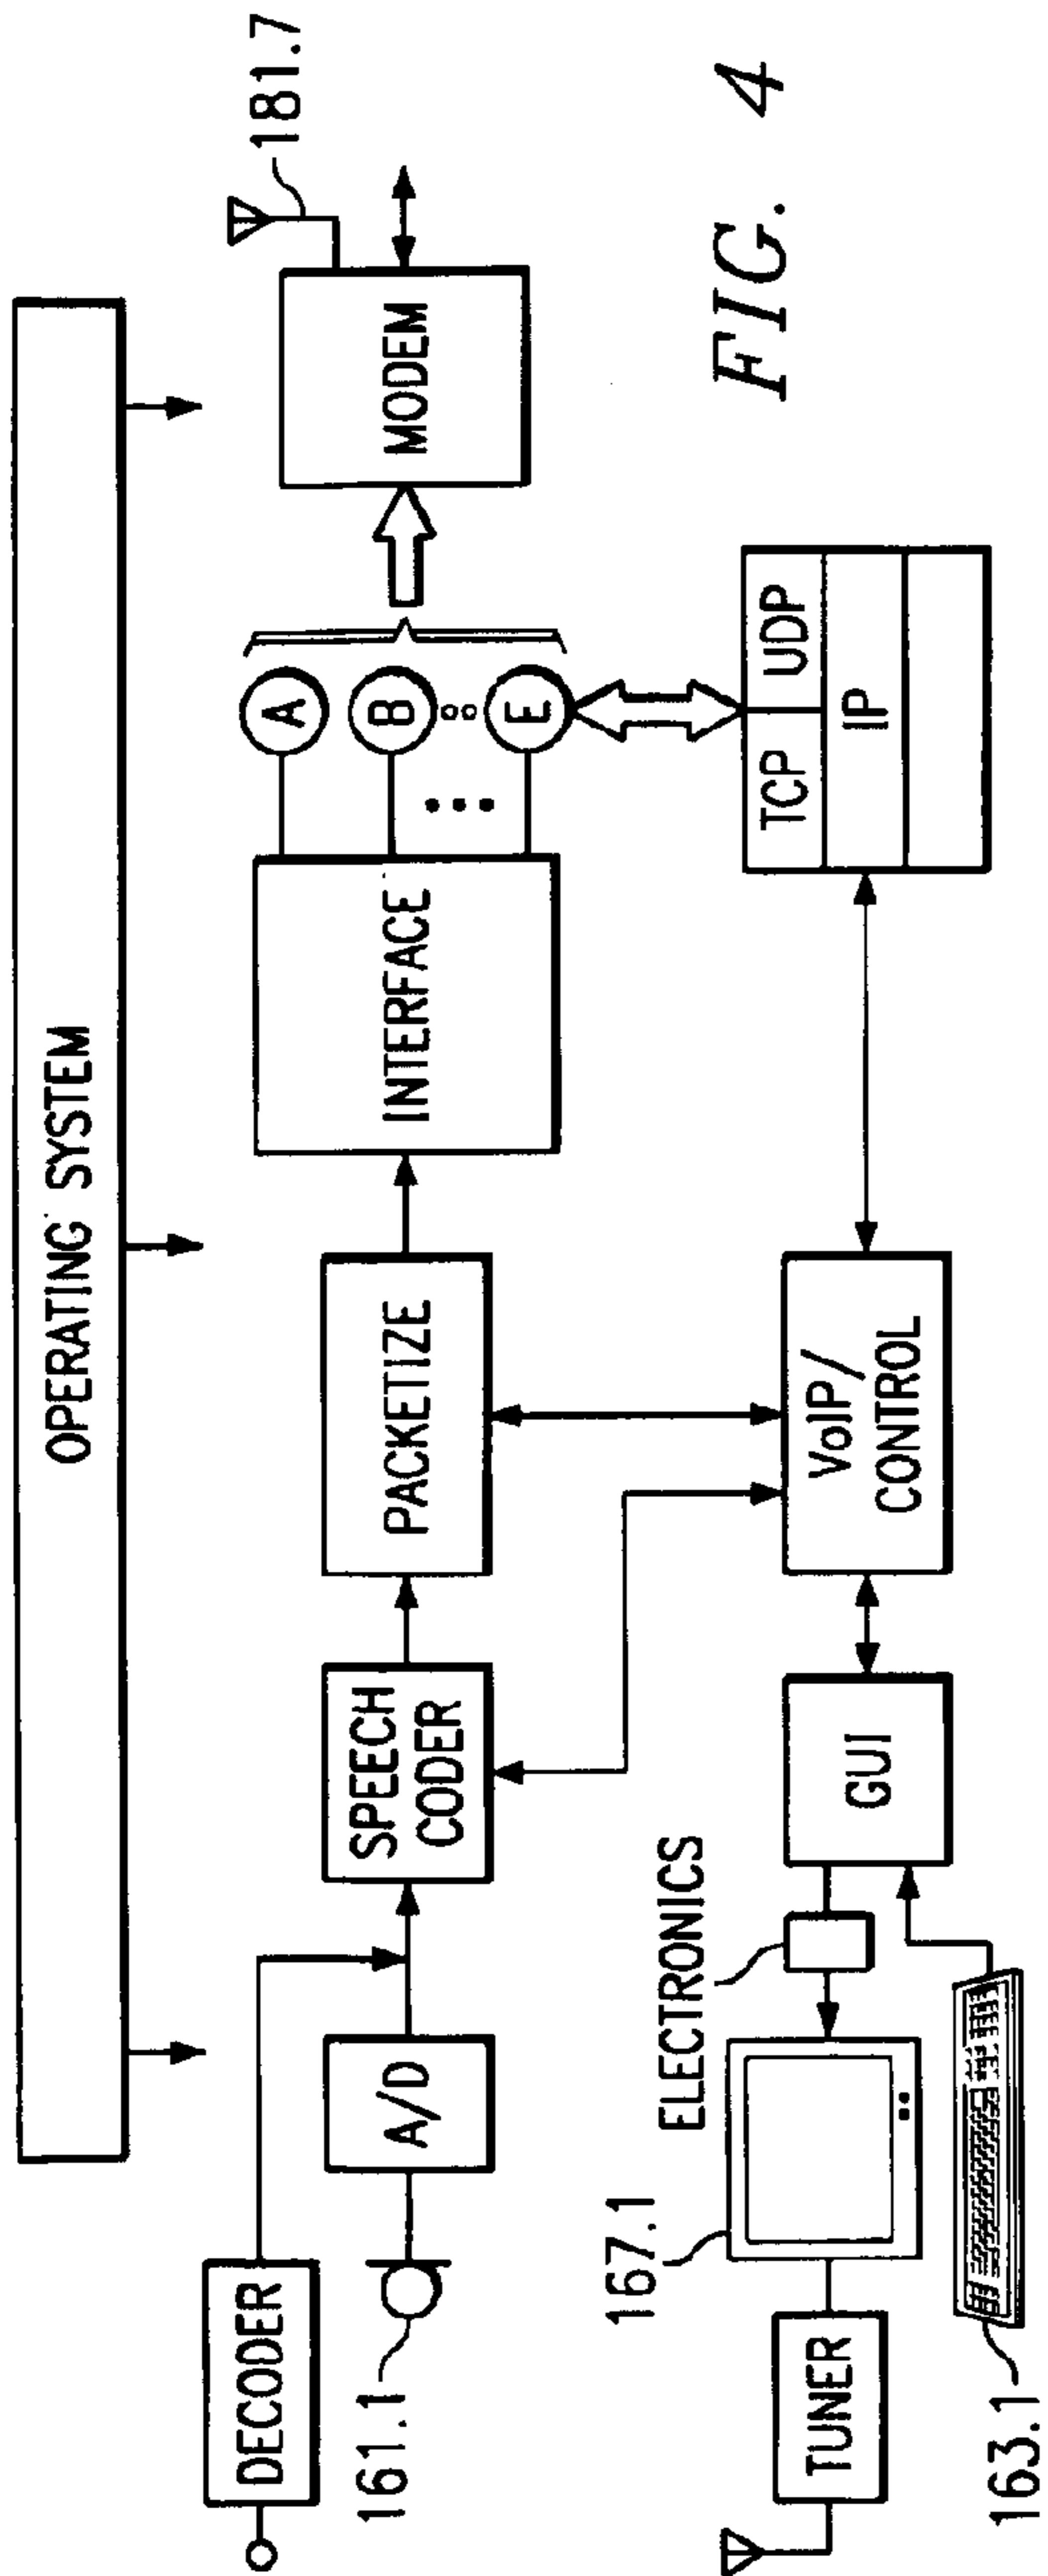 OPERATING SYSTEM
181.7
DECODER
161.1
A/D
SPEECH
CODER
PACKETIZE
INTERFACE
A
B
E
MODEM
TUNER
167.1
ELECTRONICS
163.1
GUI
VoIP/
CONTROL
TCP
UDP
IP
FIG. 4